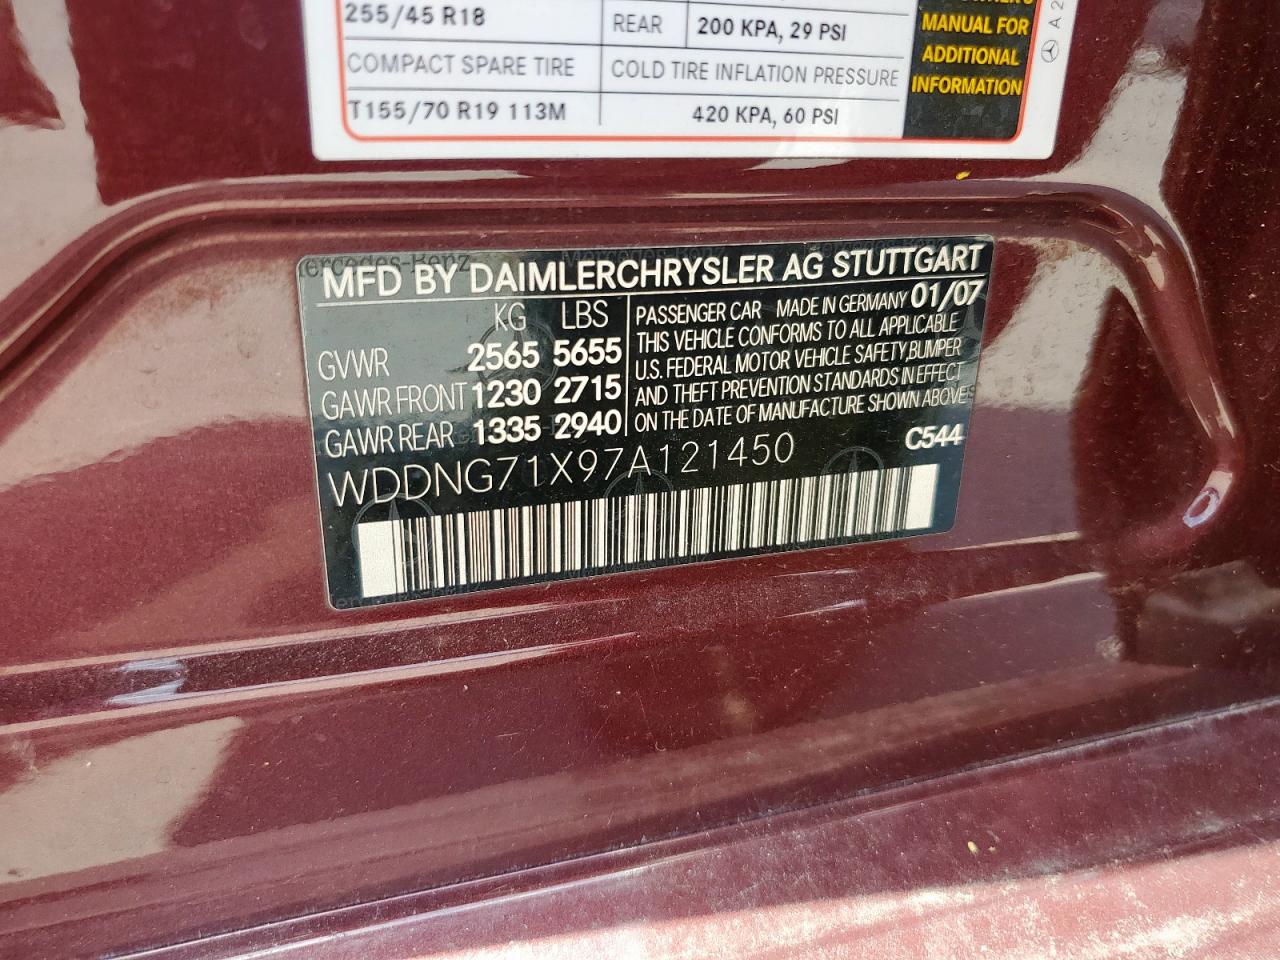 255/45 R18 REAR 200 KPA, 29 PSI
COMPACT SPARE TIRE COLD TIRE INFLATION PRESSURE
T155/70 R19 113M 420 KPA, 60 PSI
MANUAL FOR
ADDITIONAL
INFORMATION
A 2
MFD BY DAIMLERCHRYSLER AG STUTTGART
KG LBS
GVWR 2565 5655
GAWR FRONT 1230 2715
GAWR REAR 1335 2940
PASSENGER CAR MADE IN GERMANY 01/07
THIS VEHICLE CONFORMS TO ALL APPLICABLE
U.S. FEDERAL MOTOR VEHICLE SAFETY,BUMPER
AND THEFT PREVENTION STANDARDS IN EFFECT
ON THE DATE OF MANUFACTURE SHOWN ABOVE
C544
WDDNG71X97A121450